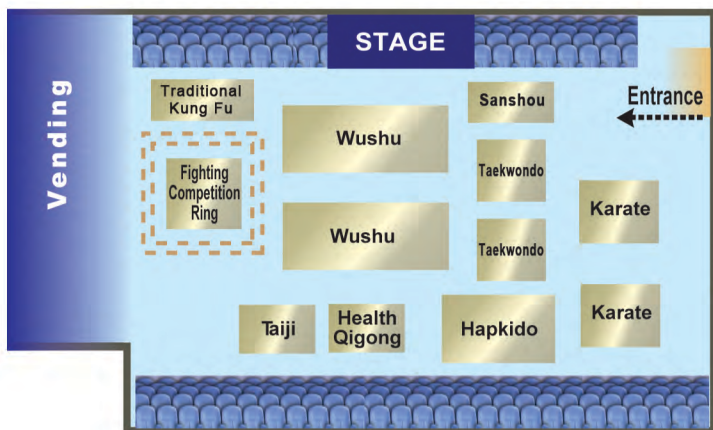 STAGE
Vending
Traditional
Kung Fu
Sanshou
Entrance
Wushu
Taekwondo
Fighting
Competition
Ring
Karate
Wushu
Taekwondo
Taiji
Health
Qigong
Hapkido
Karate